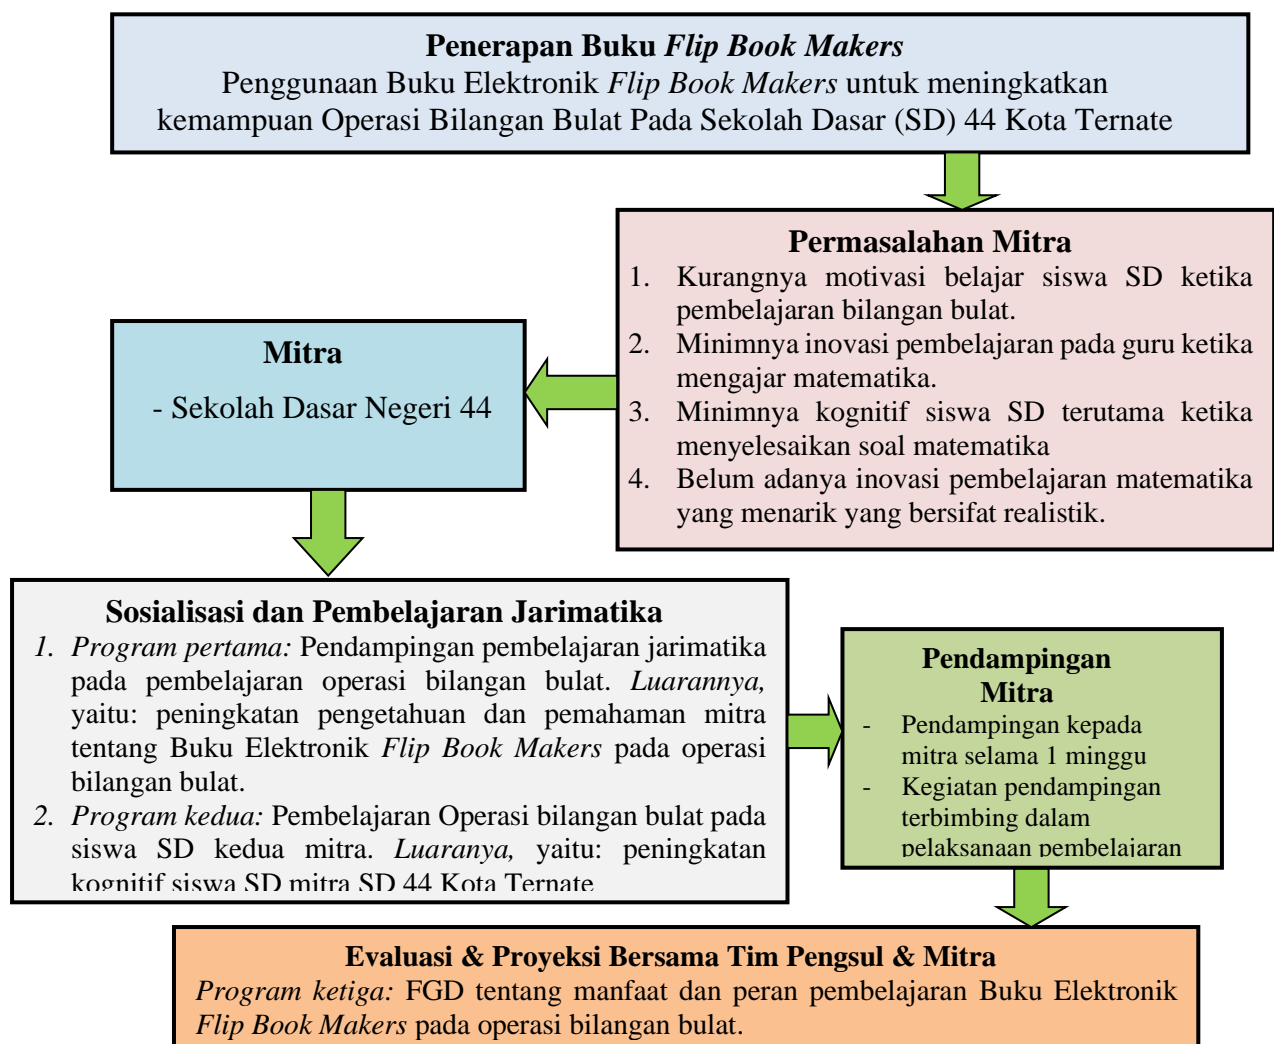 Penerapan Buku Flip Book Makers
Penggunaan Buku Elektronik Flip Book Makers untuk meningkatkan
kemampuan Operasi Bilangan Bulat Pada Sekolah Dasar (SD) 44 Kota Ternate
Permasalahan Mitra
1. Kurangnya motivasi belajar siswa SD ketika
pembelajaran bilangan bulat.
2. Minimnya inovasi pembelajaran pada guru ketika
mengajar matematika.
3. Minimnya kognitif siswa SD terutama ketika
menyelesaikan soal matematika
4. Belum adanya inovasi pembelajaran matematika
yang menarik yang bersifat realistik.
Mitra
- Sekolah Dasar Negeri 44
Sosialisasi dan Pembelajaran Jarimatika
1. Program pertama: Pendampingan pembelajaran jarimatika
pada pembelajaran operasi bilangan bulat. Luarannya,
yaitu: peningkatan pengetahuan dan pemahaman mitra
tentang Buku Elektronik Flip Book Makers pada operasi
bilangan bulat.
2. Program kedua: Pembelajaran Operasi bilangan bulat pada
siswa SD kedua mitra. Luaranya, yaitu: peningkatan
kognitif siswa SD mitra SD 44 Kota Ternate
Pendampingan
Mitra
- Pendampingan kepada
mitra selama 1 minggu
- Kegiatan pendampingan
terbimbing dalam
pelaksanaan pembelajaran
Evaluasi & Proyeksi Bersama Tim Pengsul & Mitra
Program ketiga: FGD tentang manfaat dan peran pembelajaran Buku Elektronik
Flip Book Makers pada operasi bilangan bulat.